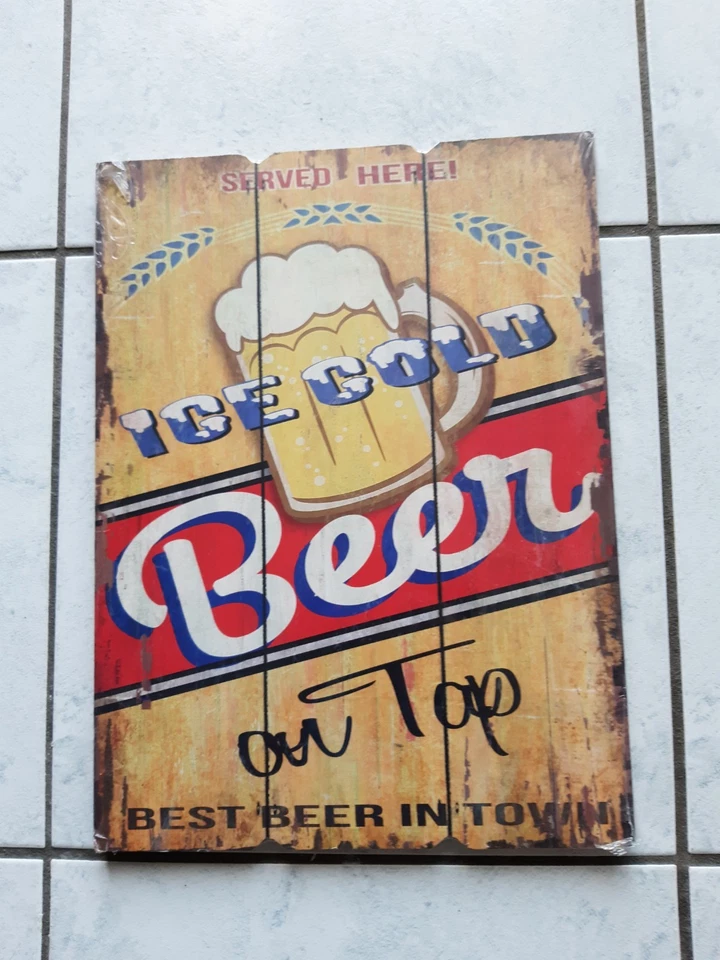 SERVED HERE!
ICE COLD
Beer
on Tap
BEST BEER IN TOWN